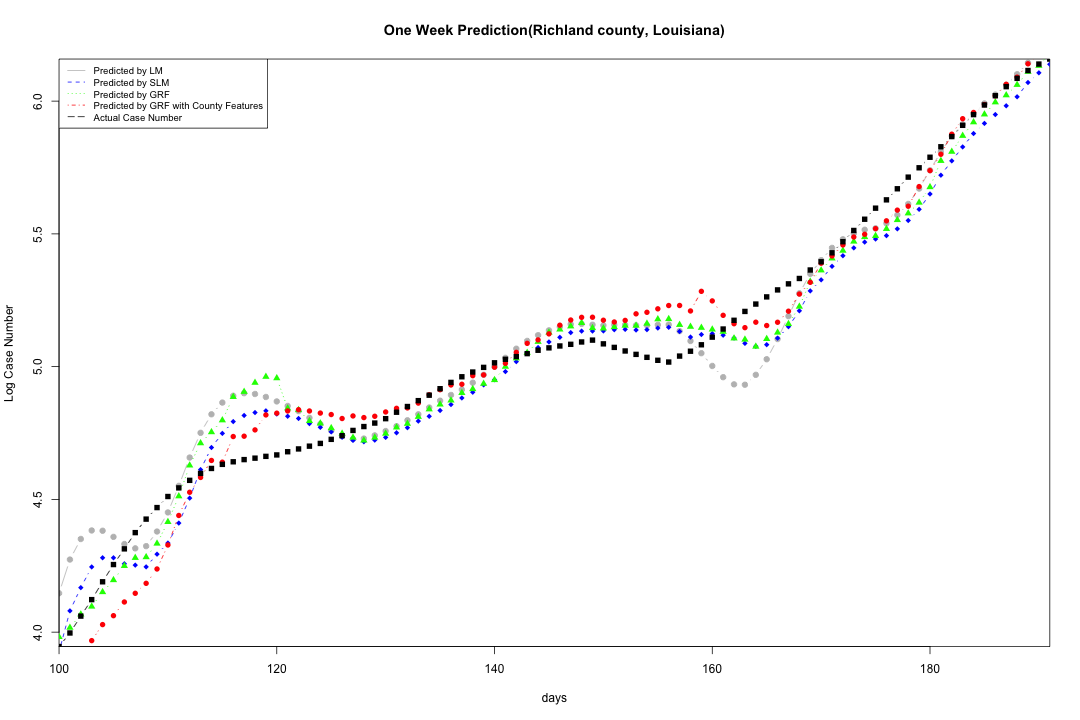 One Week Prediction(Richland county, Louisiana)
Predicted by LM
Predicted by SLM
Predicted by GRF
Predicted by GRF with County Features
Actual Case Number
6.0
5.5
5.0
4.5
4.0
Log Case Number
100 120 140 160 180
days